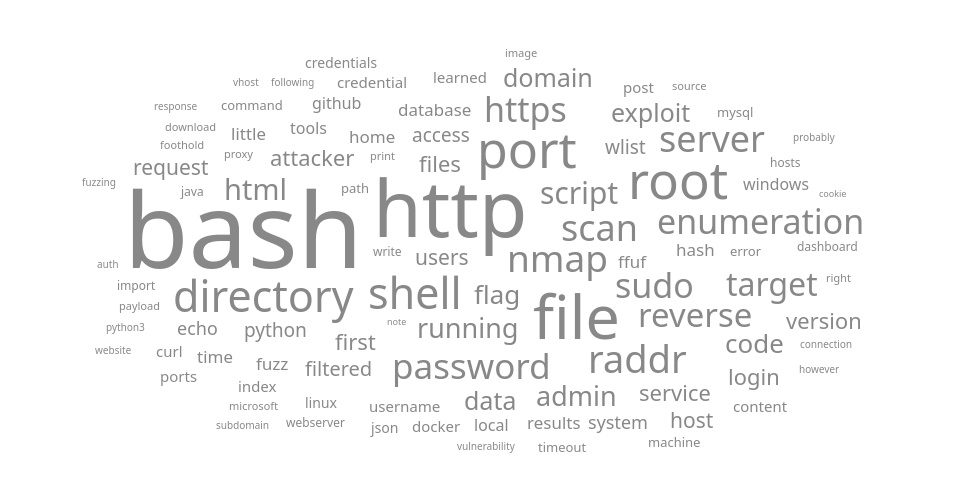 image
credentials
vhost
following
credential
learned
domain
post
source
response
command
github
database
https
exploit
mysql
download
little
tools
home
access
port
wlist
server
probably
foothold
request
proxy
attacker
print
files
hosts
fuzzing
java
html
path
http
script
root
windows
cookie
bash
write
users
scan
enumeration
auth
nmap
ffuf
hash
error
dashboard
import
payload
directory
shell
flag
file
sudo
target
right
python3
echo
python
note
running
reverse
version
website
curl
time
first
code
connection
ports
fuzz
filtered
password
raddr
login
however
index
microsoft
linux
username
data
admin
service
content
subdomain
webserver
json
docker
local
results
system
host
vulnerability
timeout
machine